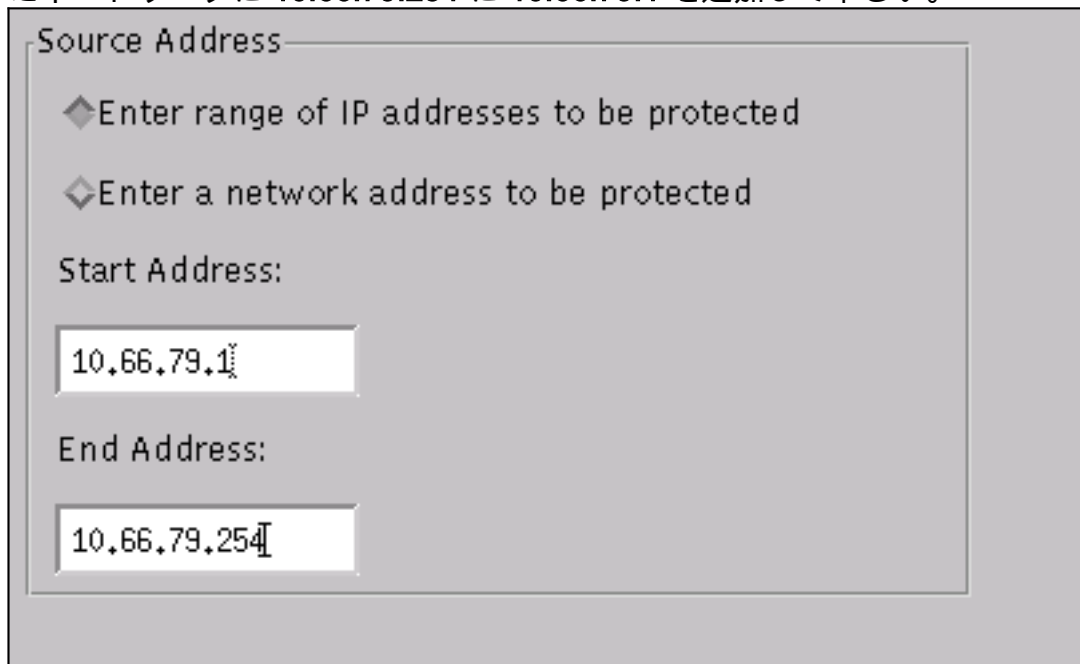 Source Address
Enter range of IP addresses to be protected
Enter a network address to be protected
Start Address:
10.66.79.1
End Address:
10.66.79.254